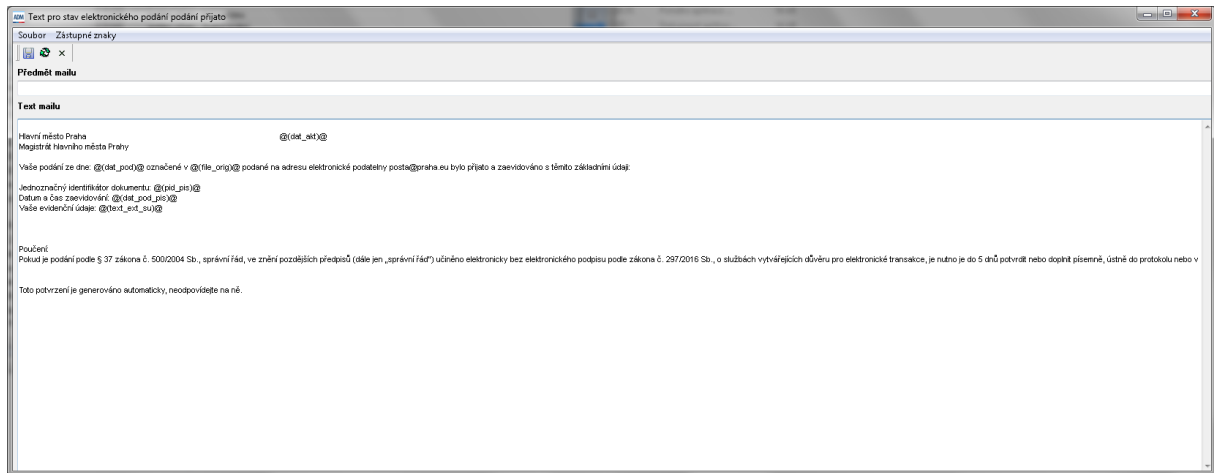 ADM Text pro stav elektronického podání podání přijato
Soubor Zástupné znaky
Předmět mailu
Text mailu
Hlavní město Praha @(dat_akt)@
Magistrát hlavního města Prahy
Vaše podání ze dne: @(dat_pod)@ označené v @(file_orig)@ podané na adresu elektronické podatelny posta@praha.eu bylo přijato a zaevidováno s těmito základními údaji:
Jednoznačný identifikátor dokumentu: @(pid_pis)@
Datum a čas zaevidování: @(dat_pod_pis)@
Vaše evidenční údaje: @(text_ext_su)@
Poučení:
Pokud je podání podle § 37 zákona č. 500/2004 Sb., správní řád, ve znění pozdějších předpisů (dále jen „správní řád") učiněno elektronicky bez elektronického podpisu podle zákona č. 297/2016 Sb., o službách vytvářejících důvěru pro elektronické transakce, je nutno je do 5 dnů potvrdit nebo doplnit písemně, ústně do protokolu nebo v
Toto potvrzení je generováno automaticky, neodpovídejte na ně.